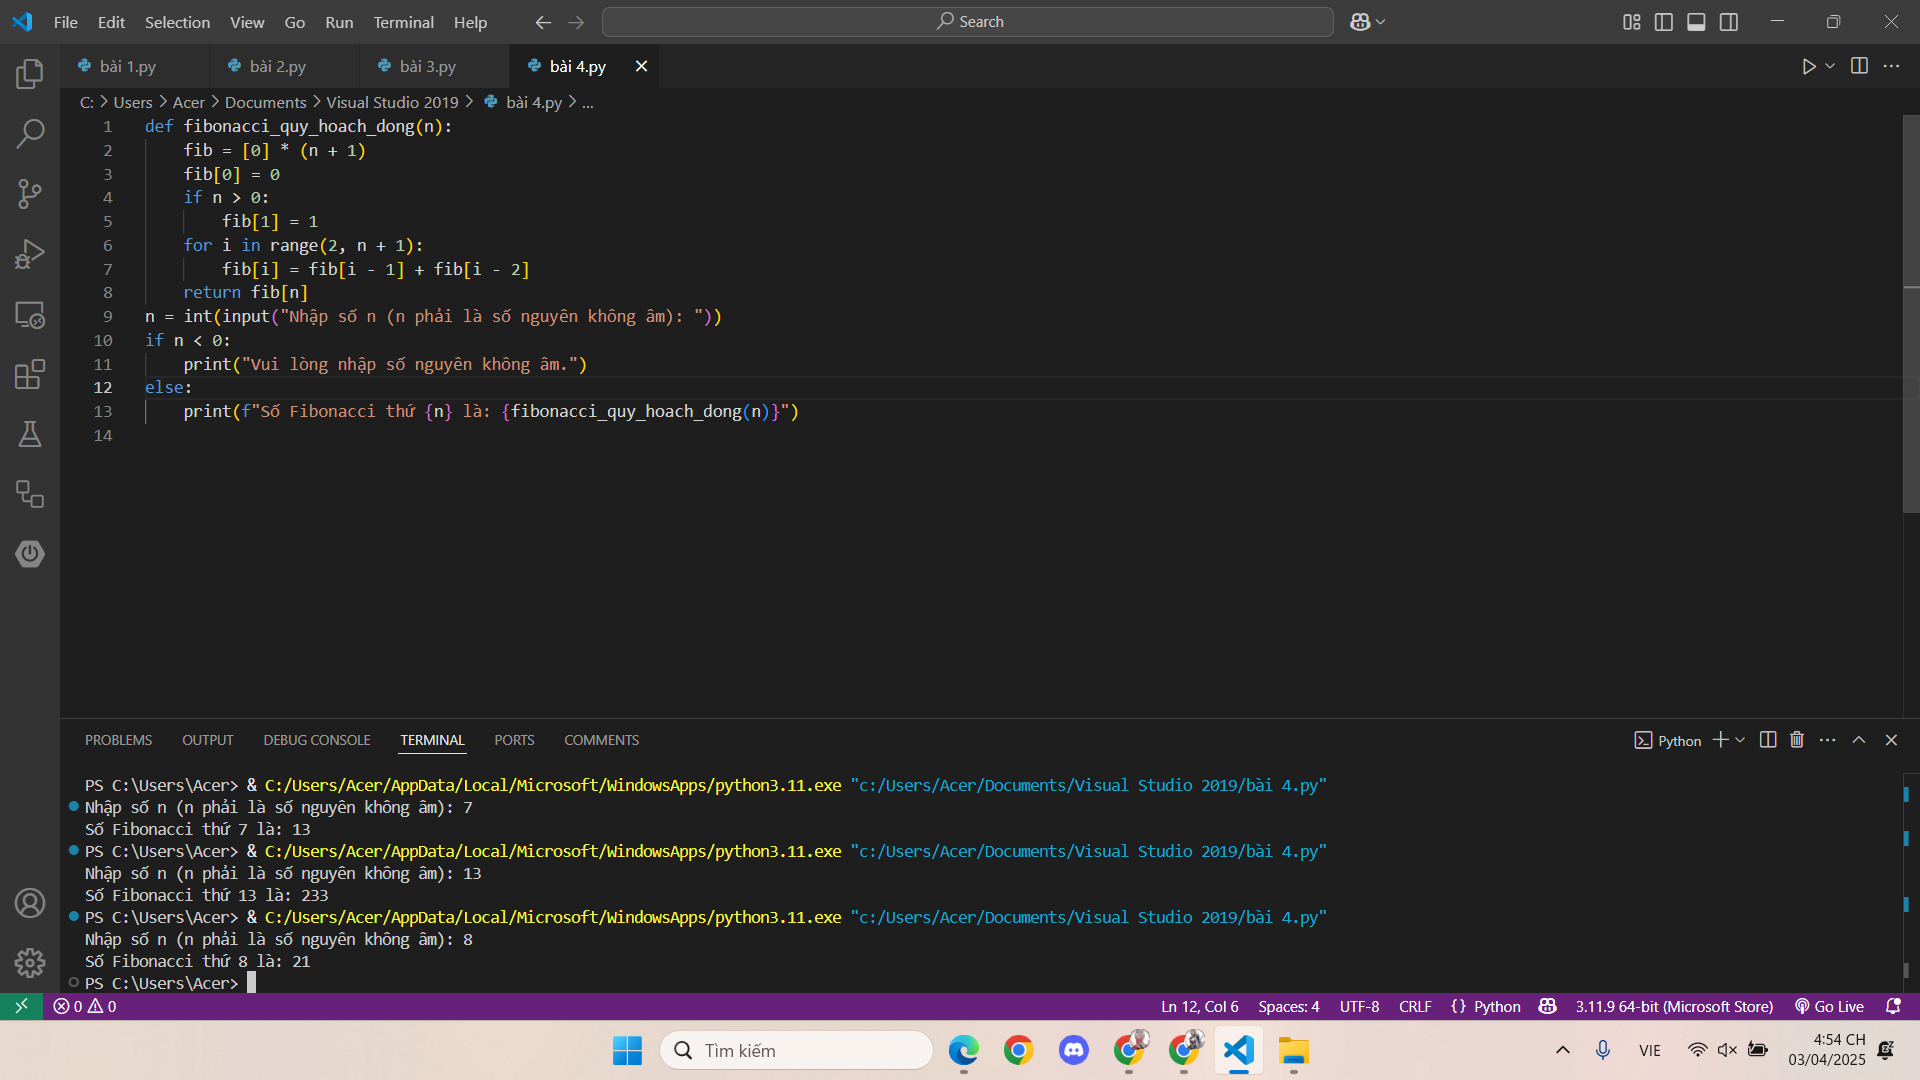 File Edit Selection View Go Run Terminal Help
Search
bài 1.py bài 2.py bài 3.py bài 4.py
C: > Users > Acer > Documents > Visual Studio 2019 > bài 4.py > ...
1 def fibonacci_quy_hoach_dong(n):
2 fib = [0] * (n + 1)
3 fib[0] = 0
4 if n > 0:
5 fib[1] = 1
6 for i in range(2, n + 1):
7 fib[i] = fib[i - 1] + fib[i - 2]
8 return fib[n]
9 n = int(input("Nhập số n (n phải là số nguyên không âm): "))
10 if n < 0:
11 print("Vui lòng nhập số nguyên không âm.")
12 else:
13 print(f"Số Fibonacci thứ {n} là: {fibonacci_quy_hoach_dong(n)}")
14
PROBLEMS OUTPUT DEBUG CONSOLE TERMINAL PORTS COMMENTS
Python
PS C:\Users\Acer> & C:/Users/Acer/AppData/Local/Microsoft/WindowsApps/python3.11.exe "c:/Users/Acer/Documents/Visual Studio 2019/bài 4.py"
Nhập số n (n phải là số nguyên không âm): 7
Số Fibonacci thứ 7 là: 13
PS C:\Users\Acer> & C:/Users/Acer/AppData/Local/Microsoft/WindowsApps/python3.11.exe "c:/Users/Acer/Documents/Visual Studio 2019/bài 4.py"
Nhập số n (n phải là số nguyên không âm): 13
Số Fibonacci thứ 13 là: 233
PS C:\Users\Acer> & C:/Users/Acer/AppData/Local/Microsoft/WindowsApps/python3.11.exe "c:/Users/Acer/Documents/Visual Studio 2019/bài 4.py"
Nhập số n (n phải là số nguyên không âm): 8
Số Fibonacci thứ 8 là: 21
PS C:\Users\Acer>
0 0 Ln 12, Col 6 Spaces: 4 UTF-8 CRLF {} Python 3.11.9 64-bit (Microsoft Store) Go Live
Tìm kiếm
VIE
4:54 CH
03/04/2025